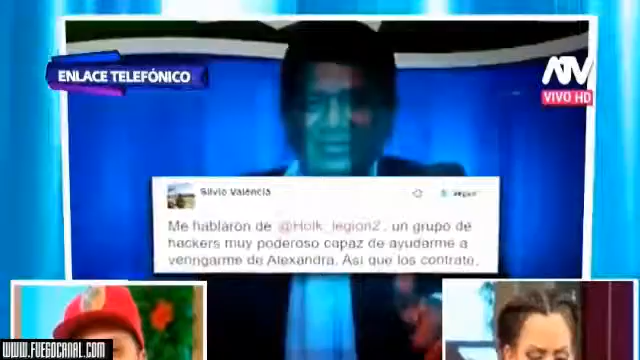 ENLACE TELEFÓNICO
ATV
VIVO HD
Silvio Valencia
Me hablaron de @Holk_legion2, un grupo de
hackers muy poderoso capaz de ayudarme a
venngarme de Alexandra. Asi que los contrate.
WWW.FUEGOCANAL.COM